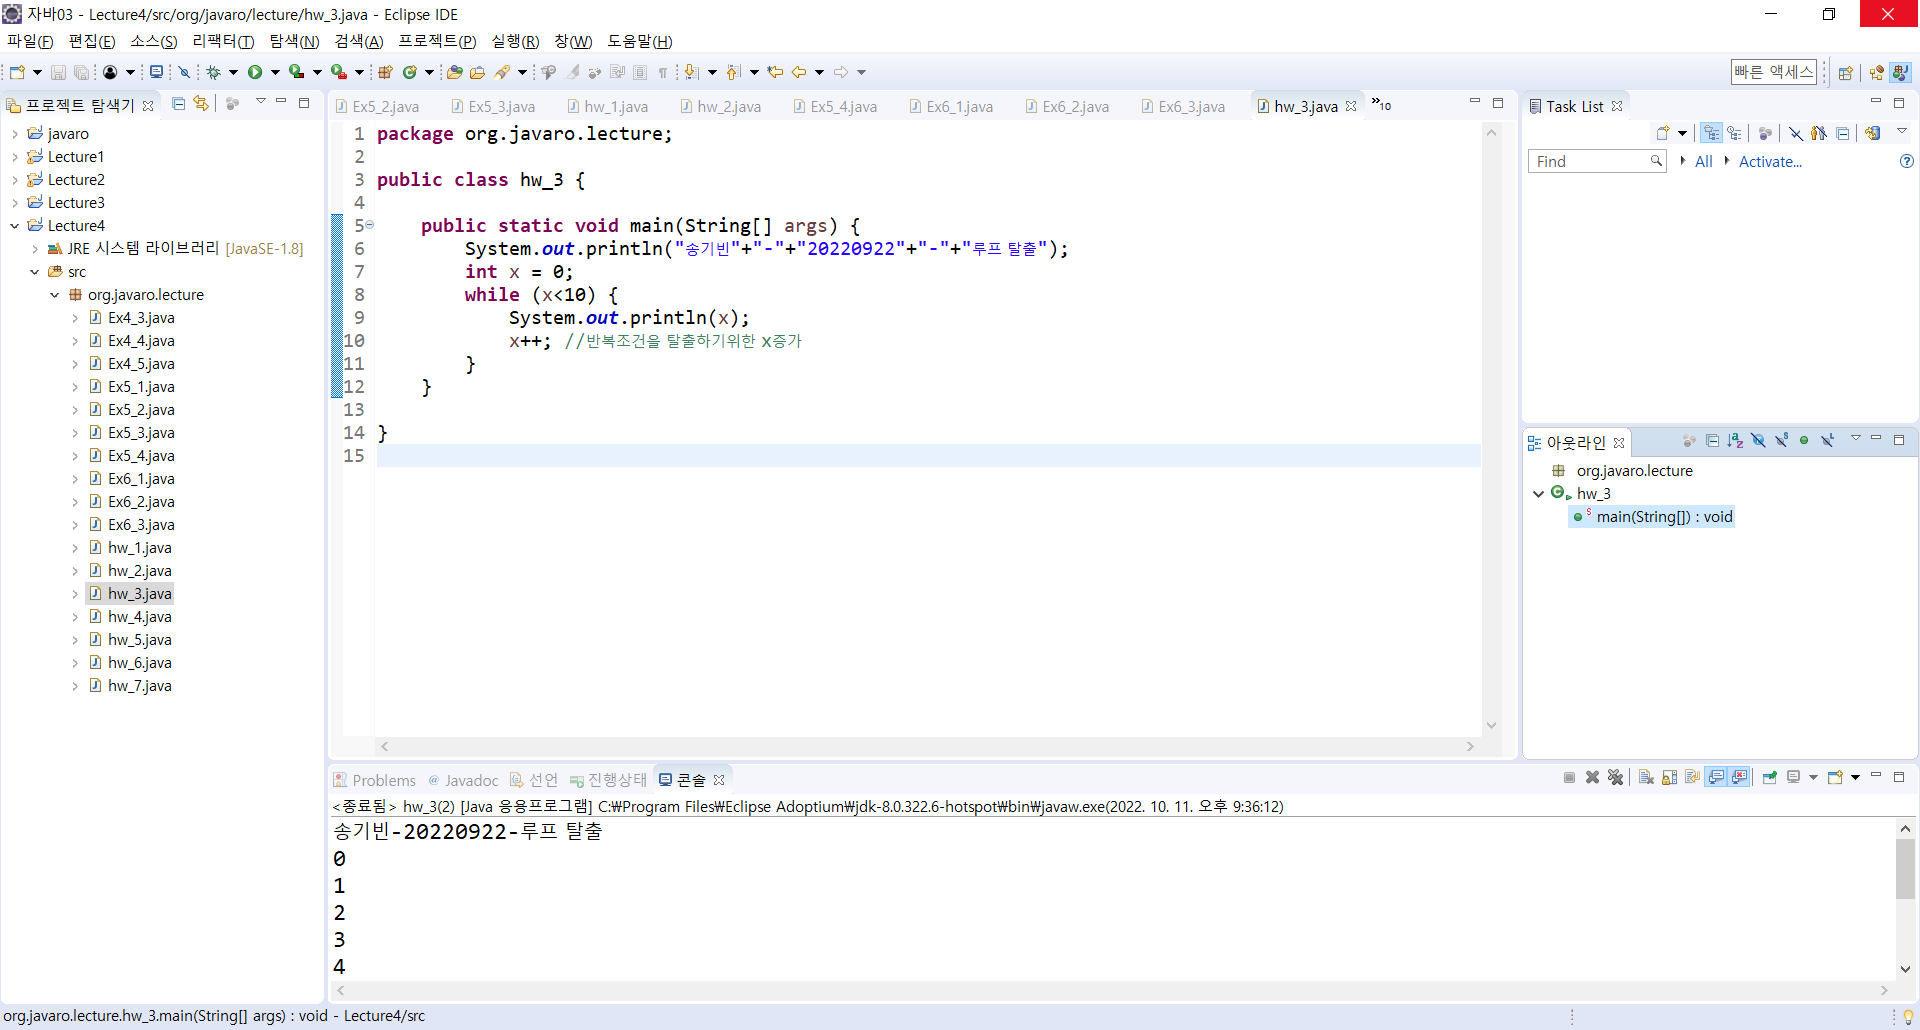 자바03 - Lecture4/src/org/javaro/lecture/hw_3.java - Eclipse IDE
파일(F) 편집(E) 소스(S) 리팩터(T) 탐색(N) 검색(A) 프로젝트(P) 실행(R) 창(W) 도움말(H)
빠른 액세스
프로젝트 탐색기
javaro
Lecture1
Lecture2
Lecture3
Lecture4
JRE 시스템 라이브러리 [JavaSE-1.8]
src
org.javaro.lecture
Ex4_3.java
Ex4_4.java
Ex4_5.java
Ex5_1.java
Ex5_2.java
Ex5_3.java
Ex5_4.java
Ex6_1.java
Ex6_2.java
Ex6_3.java
hw_1.java
hw_2.java
hw_3.java
hw_4.java
hw_5.java
hw_6.java
hw_7.java
Ex5_2.java Ex5_3.java hw_1.java hw_2.java Ex5_4.java Ex6_1.java Ex6_2.java Ex6_3.java hw_3.java »10
1 package org.javaro.lecture;
2
3 public class hw_3 {
4
5 public static void main(String[] args) {
6 System.out.println("송기빈"+"-"+"20220922"+"-"+"루프 탈출");
7 int x = 0;
8 while (x<10) {
9 System.out.println(x);
10 x++; //반복조건을 탈출하기위한 x증가
11 }
12 }
13
14 }
15
Task List
Find All Activate...
아웃라인
org.javaro.lecture
hw_3
main(String[]) : void
Problems @ Javadoc 선언 진행상태 콘솔
<종료됨> hw_3(2) [Java 응용프로그램] C:₩Program Files₩Eclipse Adoptium₩jdk-8.0.322.6-hotspot₩bin₩javaw.exe(2022. 10. 11. 오후 9:36:12)
송기빈-20220922-루프 탈출
0
1
2
3
4
org.javaro.lecture.hw_3.main(String[] args) : void - Lecture4/src